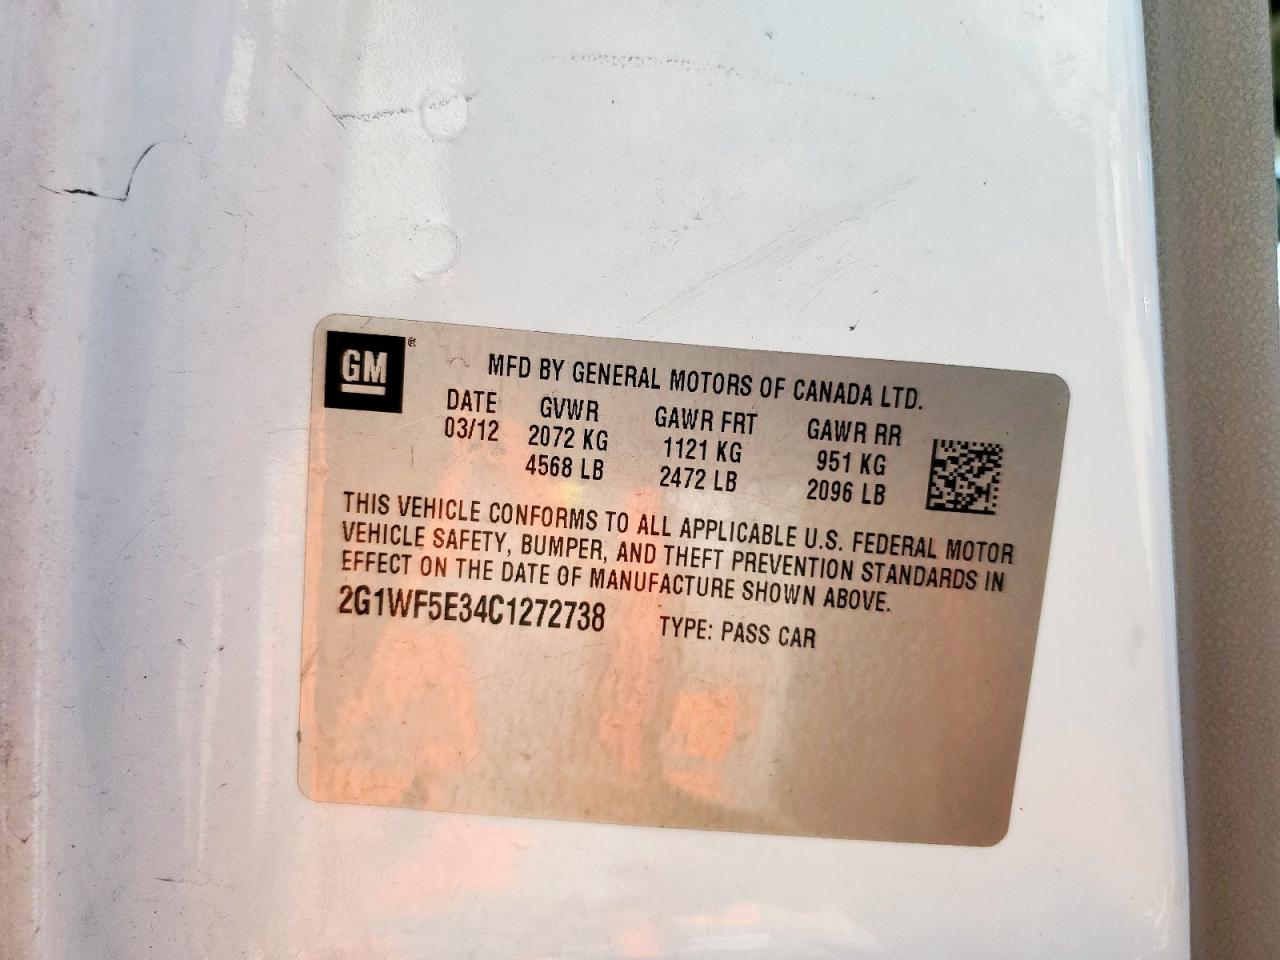 GM ®
MFD BY GENERAL MOTORS OF CANADA LTD.
DATE GVWR GAWR FRT GAWR RR
03/12 2072 KG 1121 KG 951 KG
4568 LB 2472 LB 2096 LB
THIS VEHICLE CONFORMS TO ALL APPLICABLE U.S. FEDERAL MOTOR
VEHICLE SAFETY, BUMPER, AND THEFT PREVENTION STANDARDS IN
EFFECT ON THE DATE OF MANUFACTURE SHOWN ABOVE.
2G1WF5E34C1272738 TYPE: PASS CAR